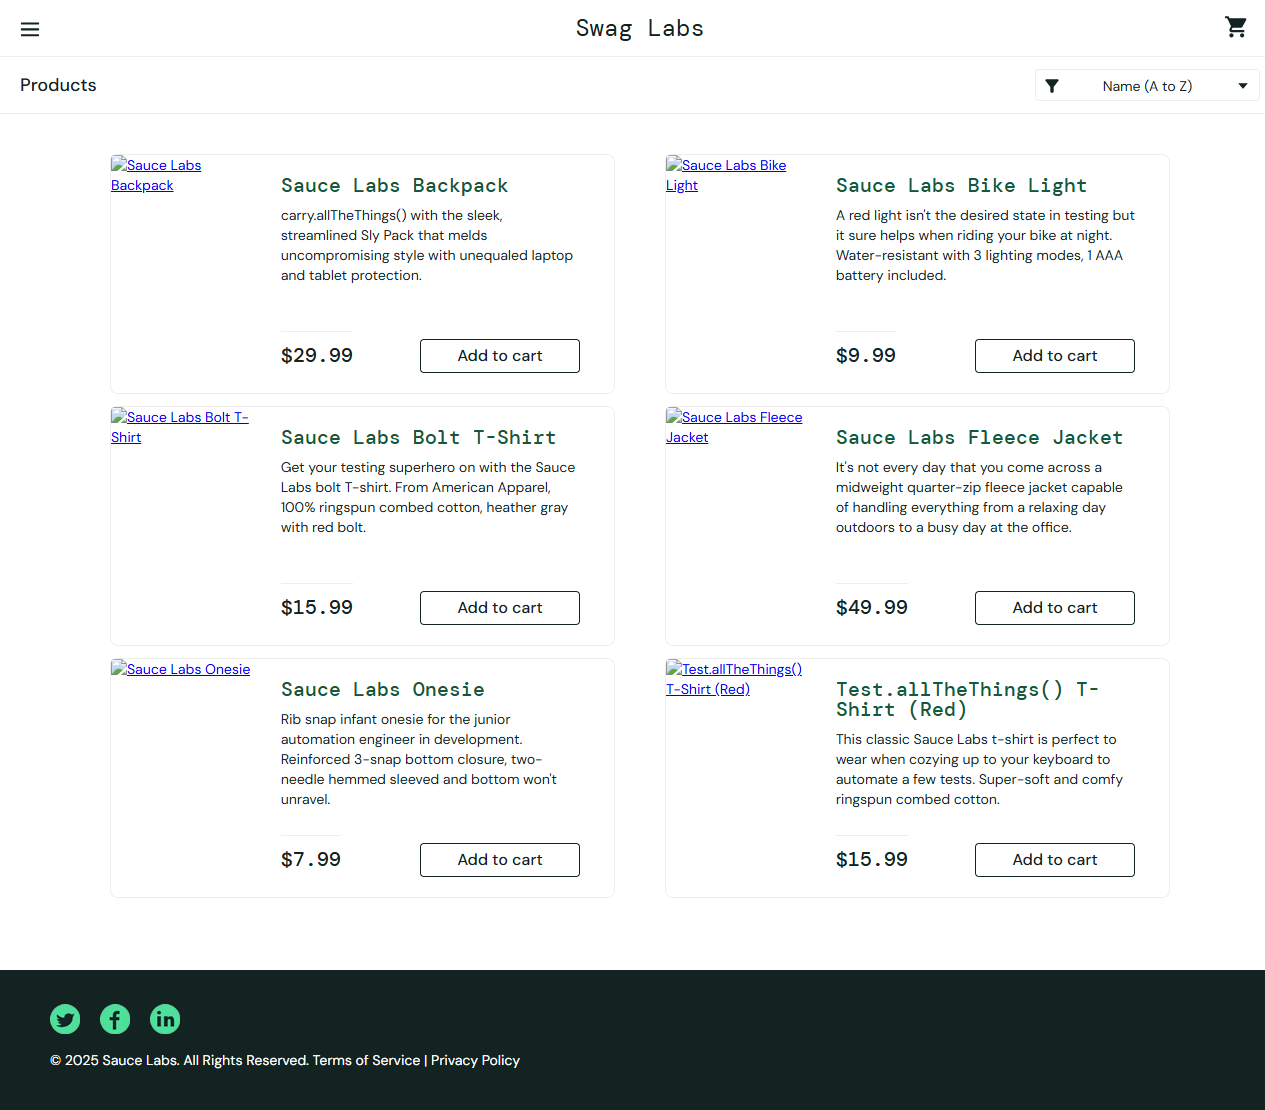 Swag Labs
Products
Name (A to Z)
Sauce Labs
Backpack
Sauce Labs Backpack
carry.allTheThings() with the sleek,
streamlined Sly Pack that melds
uncompromising style with unequaled laptop
and tablet protection.
$29.99
Add to cart
Sauce Labs Bike
Light
Sauce Labs Bike Light
A red light isn't the desired state in testing but
it sure helps when riding your bike at night.
Water-resistant with 3 lighting modes, 1 AAA
battery included.
$9.99
Add to cart
Sauce Labs Bolt T-
Shirt
Sauce Labs Bolt T-Shirt
Get your testing superhero on with the Sauce
Labs bolt T-shirt. From American Apparel,
100% ringspun combed cotton, heather gray
with red bolt.
$15.99
Add to cart
Sauce Labs Fleece
Jacket
Sauce Labs Fleece Jacket
It's not every day that you come across a
midweight quarter-zip fleece jacket capable
of handling everything from a relaxing day
outdoors to a busy day at the office.
$49.99
Add to cart
Sauce Labs Onesie
Sauce Labs Onesie
Rib snap infant onesie for the junior
automation engineer in development.
Reinforced 3-snap bottom closure, two-
needle hemmed sleeved and bottom won't
unravel.
$7.99
Add to cart
Test.allTheThings()
T-Shirt (Red)
Test.allTheThings() T-
Shirt (Red)
This classic Sauce Labs t-shirt is perfect to
wear when cozying up to your keyboard to
automate a few tests. Super-soft and comfy
ringspun combed cotton.
$15.99
Add to cart
© 2025 Sauce Labs. All Rights Reserved. Terms of Service | Privacy Policy